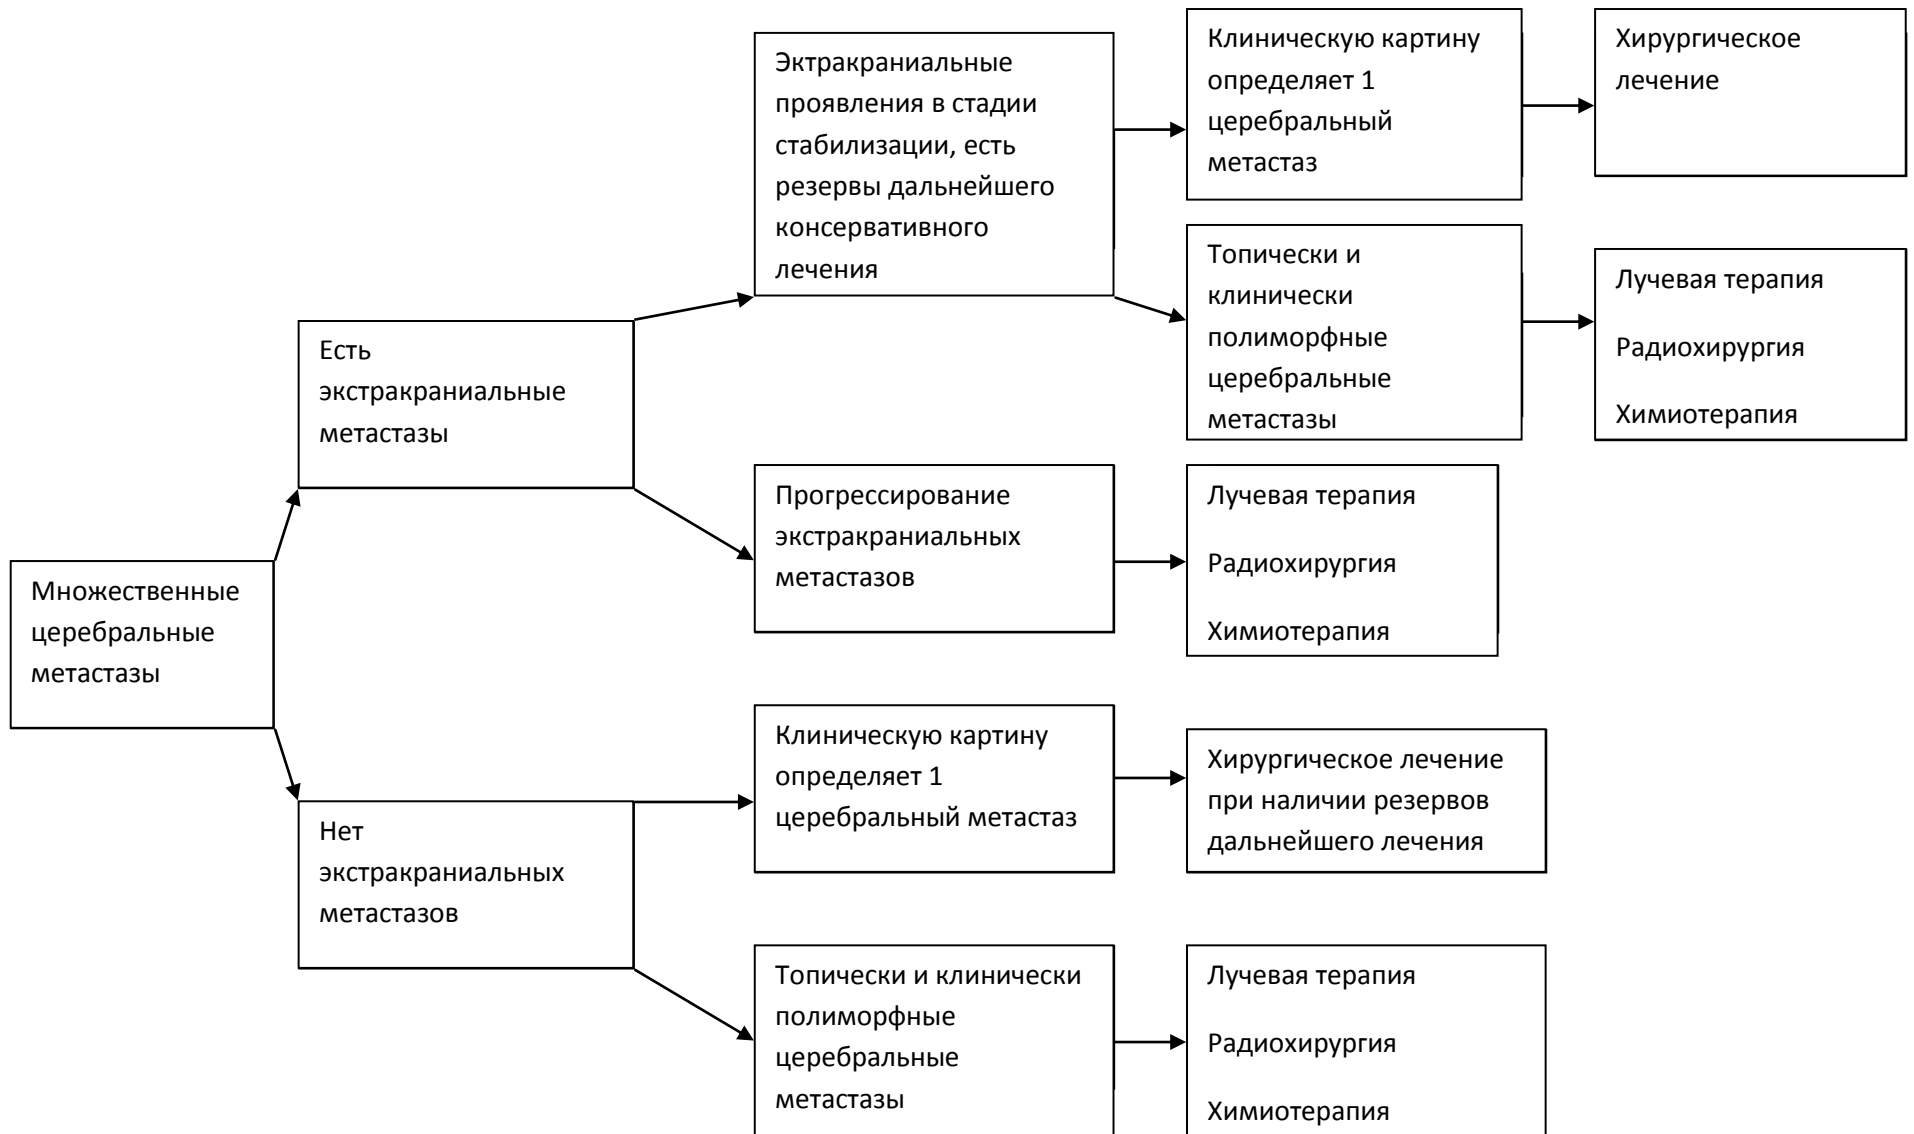 Множественные
церебральные
метастазы
Есть
экстракраниальные
метастазы
Эктракраниальные
проявления в стадии
стабилизации, есть
резервы дальнейшего
консервативного
лечения
Клиническую картину
определяет 1
церебральный
метастаз
Хирургическое
лечение
Топически и
клинически
полиморфные
церебральные
метастазы
Лучевая терапия
Радиохирургия
Химиотерапия
Прогрессирование
экстракраниальных
метастазов
Лучевая терапия
Радиохирургия
Химиотерапия
Нет
экстракраниальных
метастазов
Клиническую картину
определяет 1
церебральный метастаз
Хирургическое лечение
при наличии резервов
дальнейшего лечения
Топически и клинически
полиморфные
церебральные
метастазы
Лучевая терапия
Радиохирургия
Химиотерапия